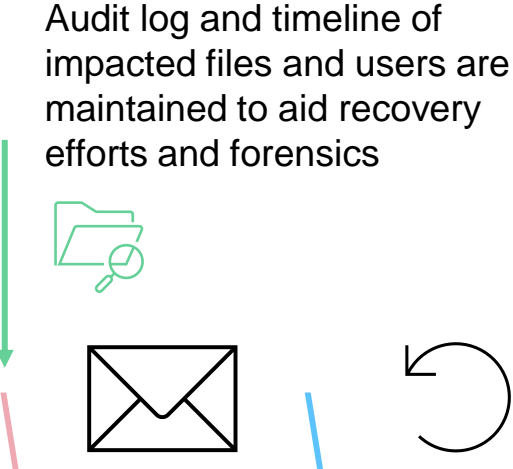 Audit log and timeline of
impacted files and users are
maintained to aid recovery
efforts and forensics